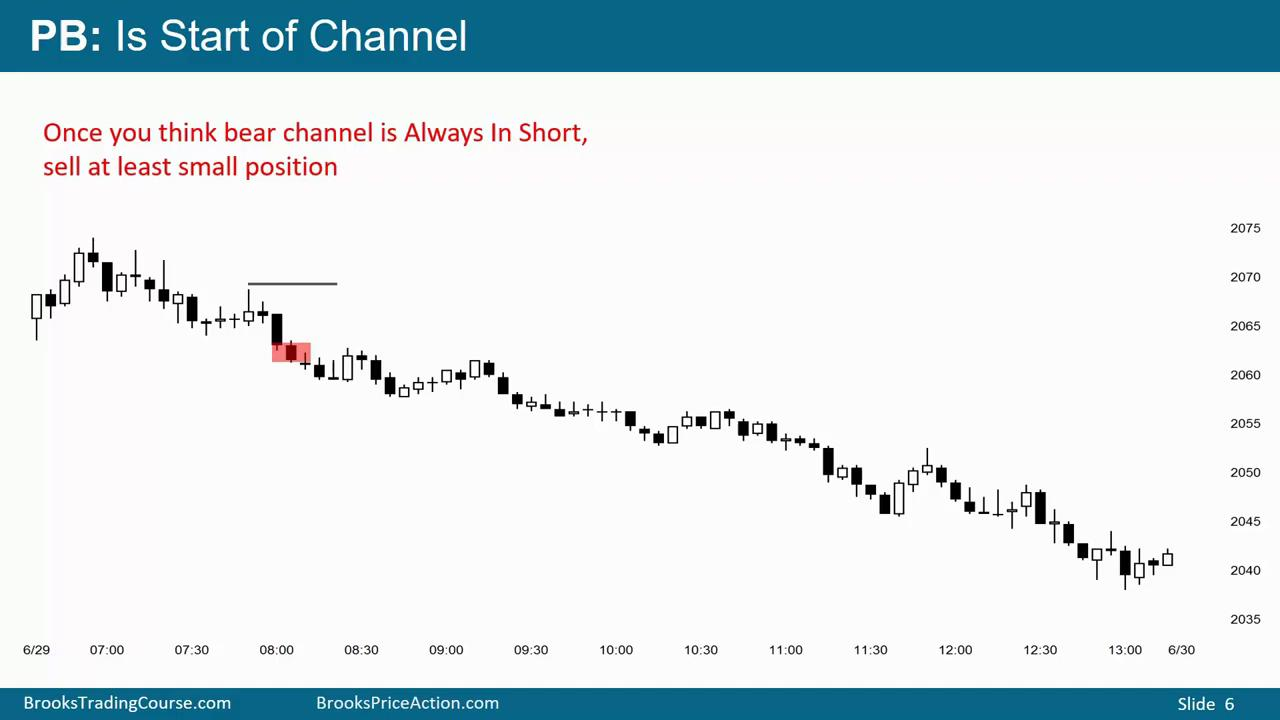 PB: Is Start of Channel
Once you think bear channel is Always In Short,
sell at least small position
2075
2070
2065
2060
2055
2050
2045
2040
2035
6/29 07:00 07:30 08:00 08:30 09:00 09:30 10:00 10:30 11:00 11:30 12:00 12:30 13:00 6/30
BrooksTradingCourse.com BrooksPriceAction.com Slide 6